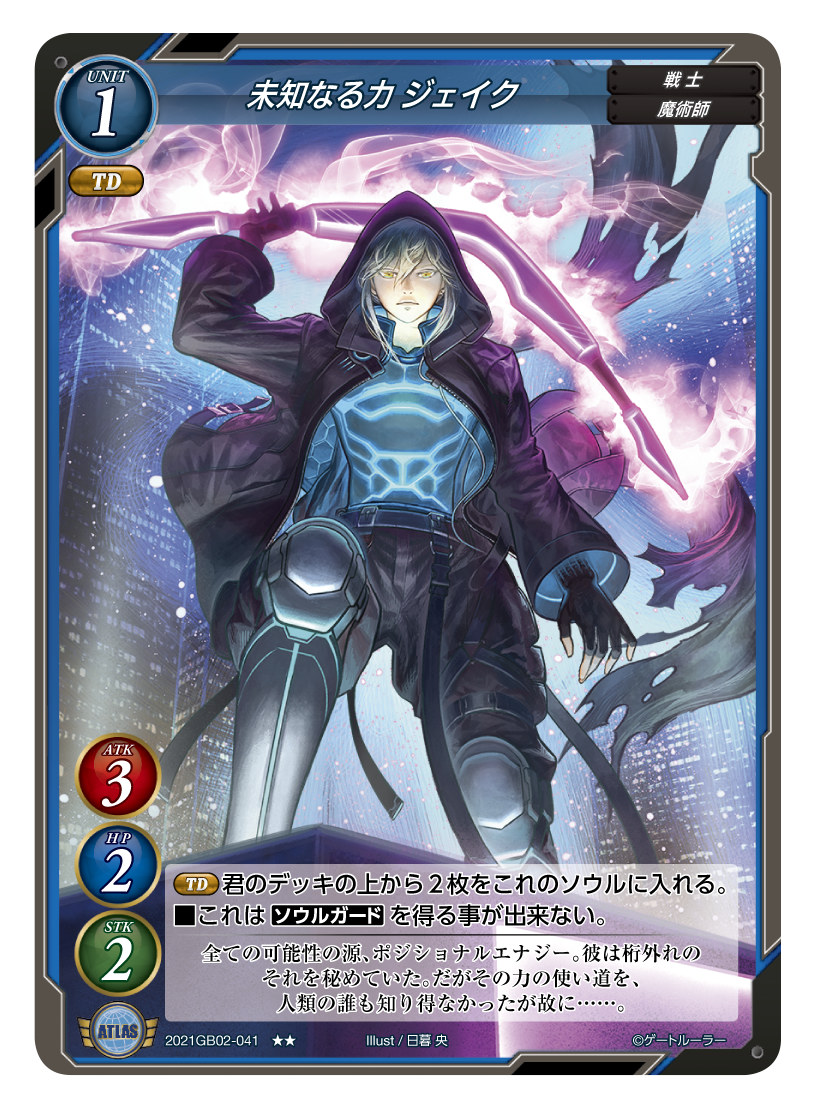 UNIT
1
未知なる力 ジェイク
戦士
魔術師
TD
ATK
3
HP
2
STK
2
TD 君のデッキの上から2枚をこれのソウルに入れる。
■これは ソウルガード を得る事が出来ない。
全ての可能性の源、ポジショナルエナジー。彼は桁外れの
それを秘めていた。だがその力の使い道を、
人類の誰も知り得なかったが故に……。
ATLAS
2021GB02-041 ★★ Illust / 日暮 央 ©ゲートルーラー